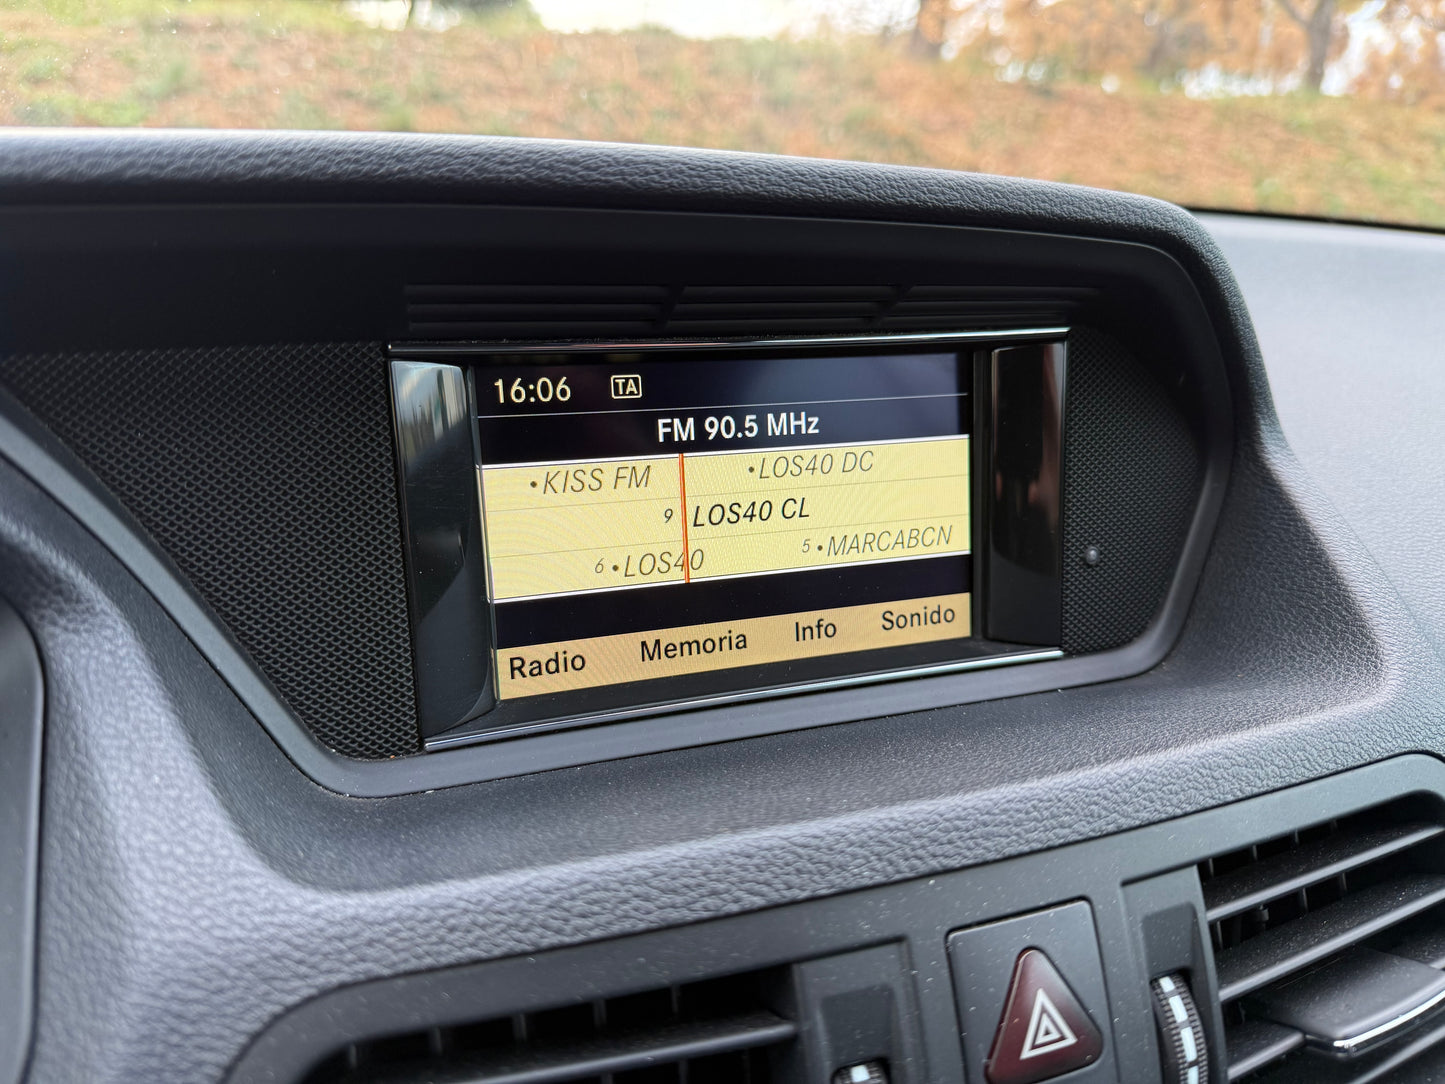 16:06 TA
FM 90.5 MHz
•KISS FM •LOS40 DC
9 LOS40 CL
6 •LOS40 5 •MARCABCN
Radio Memoria Info Sonido